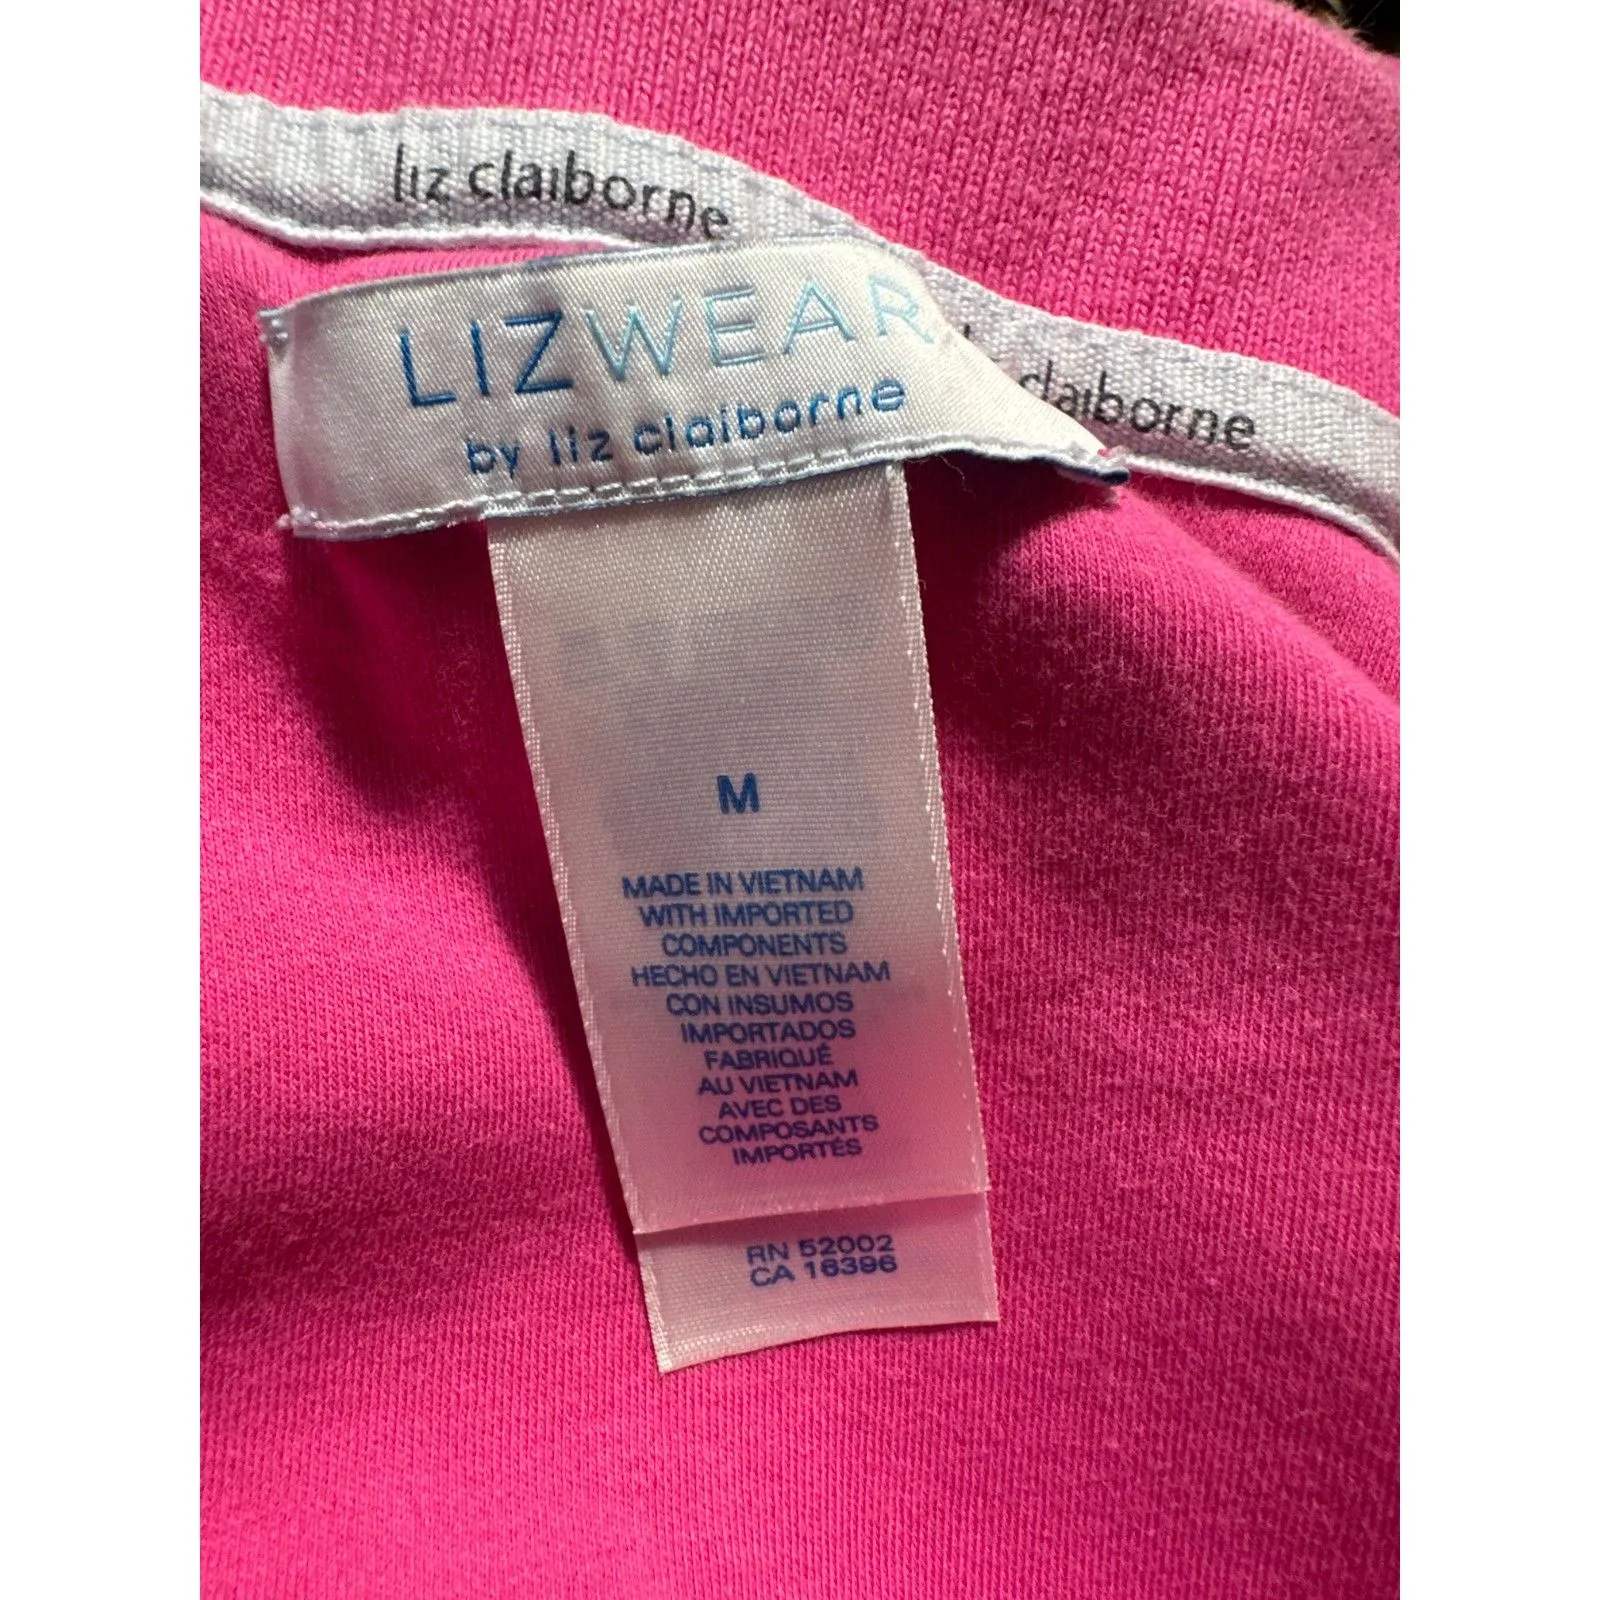 liz claiborne
LIZWEAR
by liz claiborne
claiborne
M
MADE IN VIETNAM
WITH IMPORTED
COMPONENTS
HECHO EN VIETNAM
CON INSUMOS
IMPORTADOS
FABRIQUÉ
AU VIETNAM
AVEC DES
COMPOSANTS
IMPORTÉS
RN 52002
CA 16396